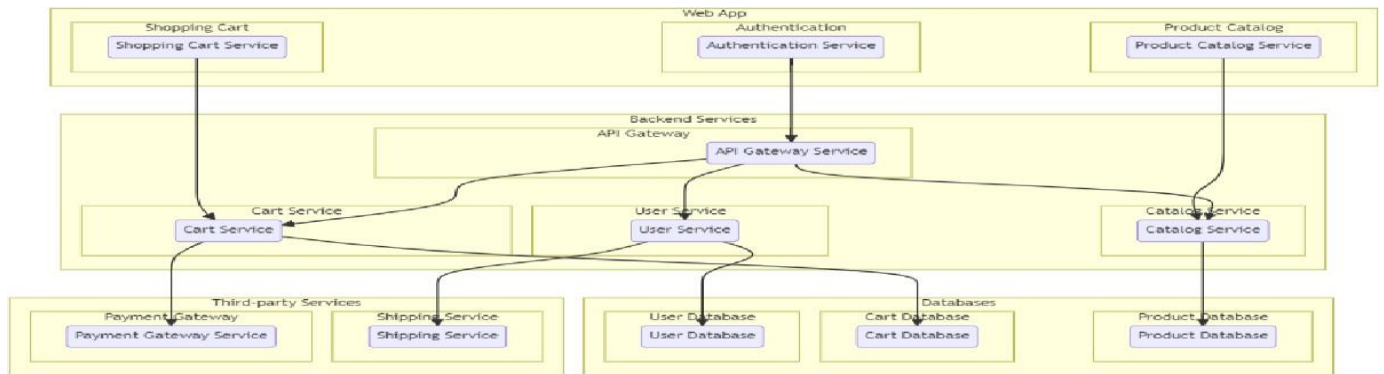 Web App
Shopping Cart
Authentication
Product Catalog
Shopping Cart Service
Authentication Service
Product Catalog Service
Backend Services
API Gateway
API Gateway Service
Cart Service
User Service
Catalog Service
Cart Service
User Service
Catalog Service
Third-party Services
Databases
Payment Gateway
Shipping Service
User Database
Cart Database
Product Database
Payment Gateway Service
Shipping Service
User Database
Cart Database
Product Database